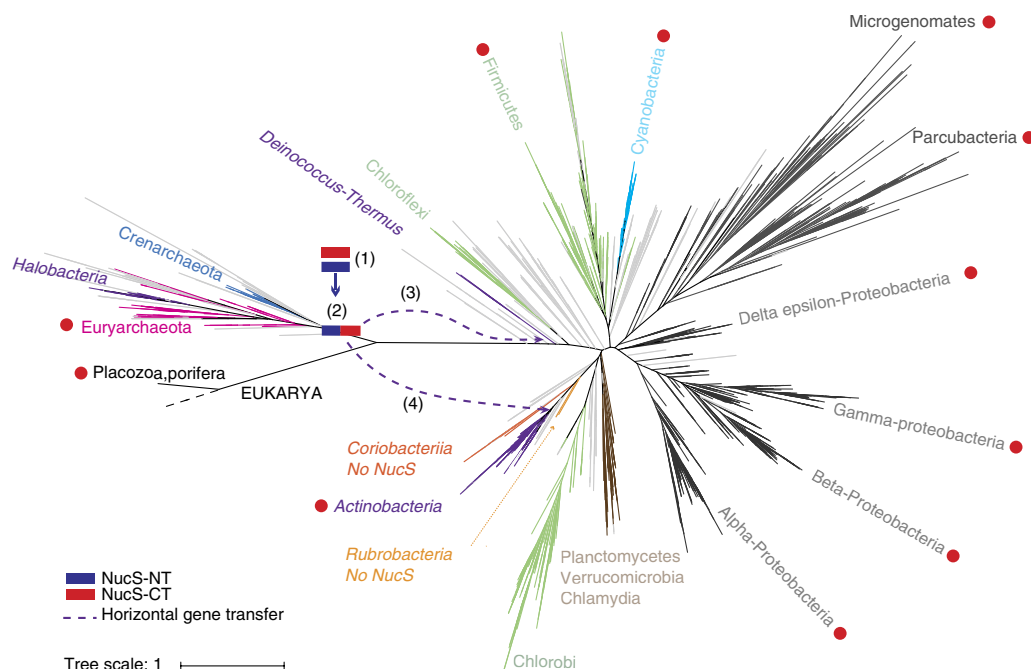 Microgenomates
Firmicutes
Cyanobacteria
Parcubacteria
Deinococcus-Thermus
Chloroflexi
Crenarchaeota
(1)
Halobacteria
(2)
(3)
Delta epsilon-Proteobacteria
Euryarchaeota
Placozoa,porifera
EUKARYA
(4)
Gamma-proteobacteria
Coriobacteriia
No NucS
Beta-Proteobacteria
Actinobacteria
Alpha-Proteobacteria
Rubrobacteria
No NucS
Planctomycetes
Verrucomicrobia
Chlamydia
NucS-NT
NucS-CT
Horizontal gene transfer
Chlorobi
Tree scale: 1